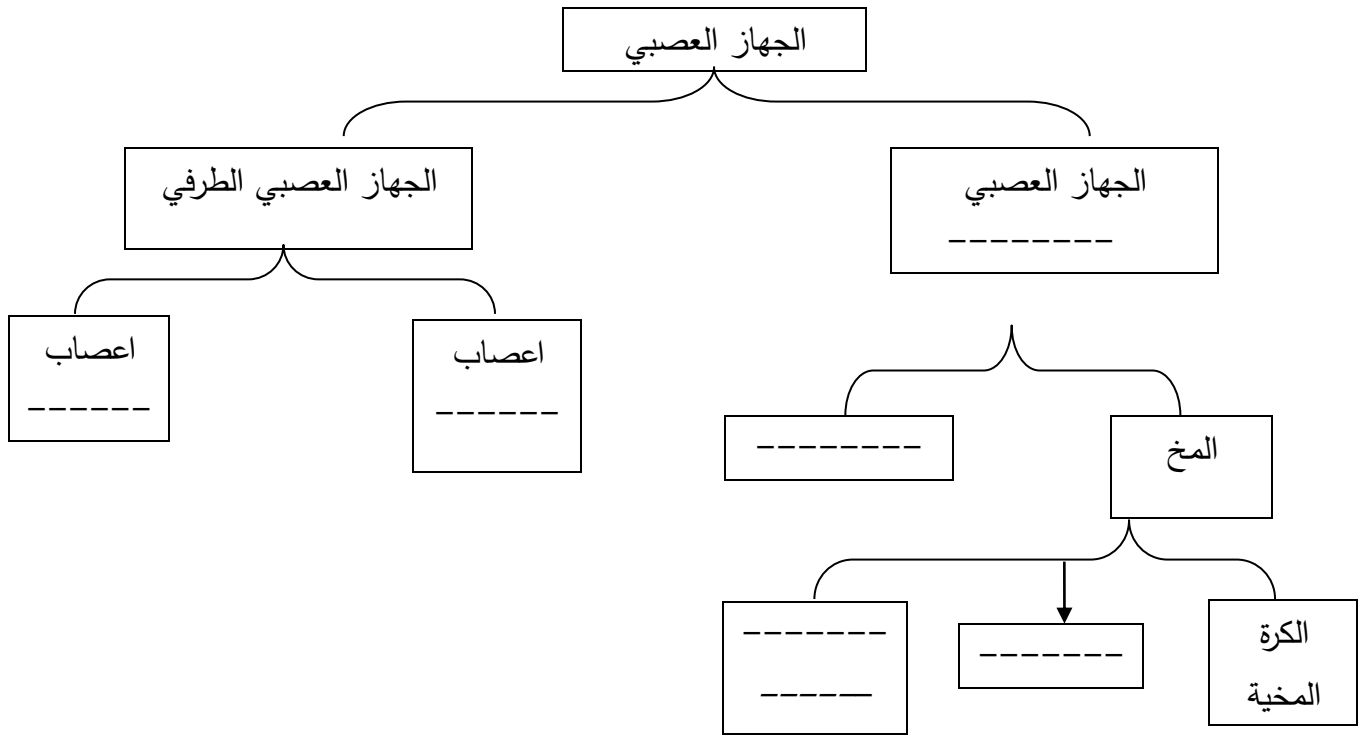 الجهاز العصبي
الجهاز العصبي
--------
الجهاز العصبي الطرفي
المخ
--------
اعصاب
------
اعصاب
------
الكرة
المخية
-------
-------
------